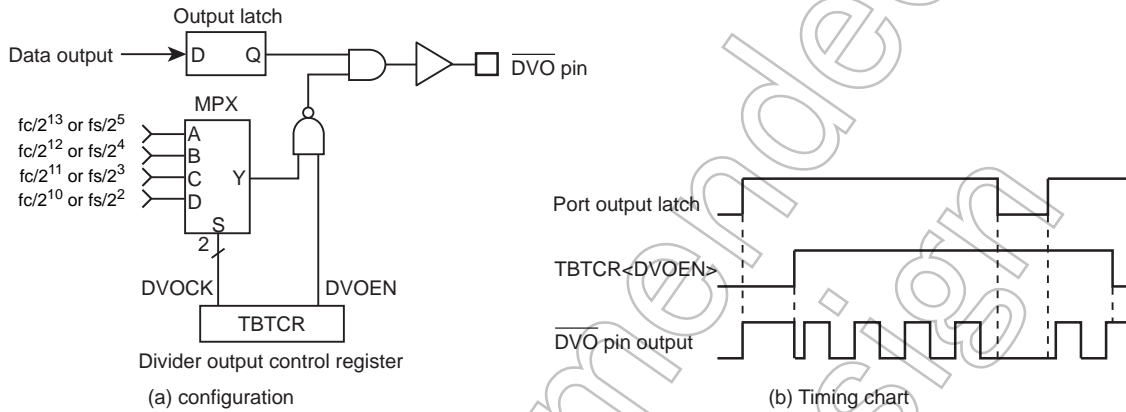 Output latch
Data output
D Q
DVO pin
MPX
fc/2^13 or fs/2^5
A
fc/2^12 or fs/2^4
B
fc/2^11 or fs/2^3
C
Y
fc/2^10 or fs/2^2
D
S
2
DVOCK
DVOEN
TBTCR
Divider output control register
(a) configuration
Port output latch
TBTCR<DVOEN>
DVO pin output
(b) Timing chart
mende
sign